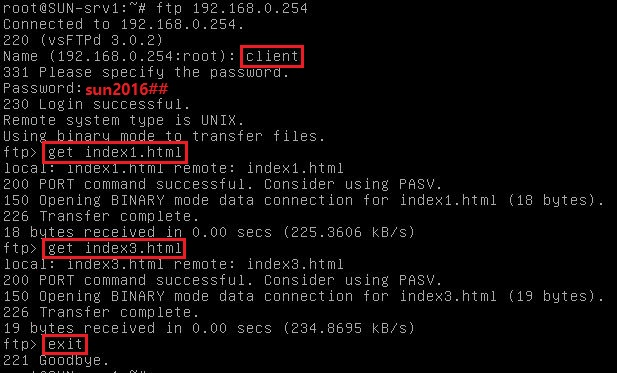 root@SUN-srv1:~# ftp 192.168.0.254
Connected to 192.168.0.254.
220 (vsFTPd 3.0.2)
Name (192.168.0.254:root): client
331 Please specify the password.
Password:sun2016##
230 Login successful.
Remote system type is UNIX.
Using binary mode to transfer files.
ftp> get index1.html
local: index1.html remote: index1.html
200 PORT command successful. Consider using PASV.
150 Opening BINARY mode data connection for index1.html (18 bytes).
226 Transfer complete.
18 bytes received in 0.00 secs (225.3606 kB/s)
ftp> get index3.html
local: index3.html remote: index3.html
200 PORT command successful. Consider using PASV.
150 Opening BINARY mode data connection for index3.html (19 bytes).
226 Transfer complete.
19 bytes received in 0.00 secs (234.8695 kB/s)
ftp> exit
221 Goodbye.
root@SUN-srv1:~#